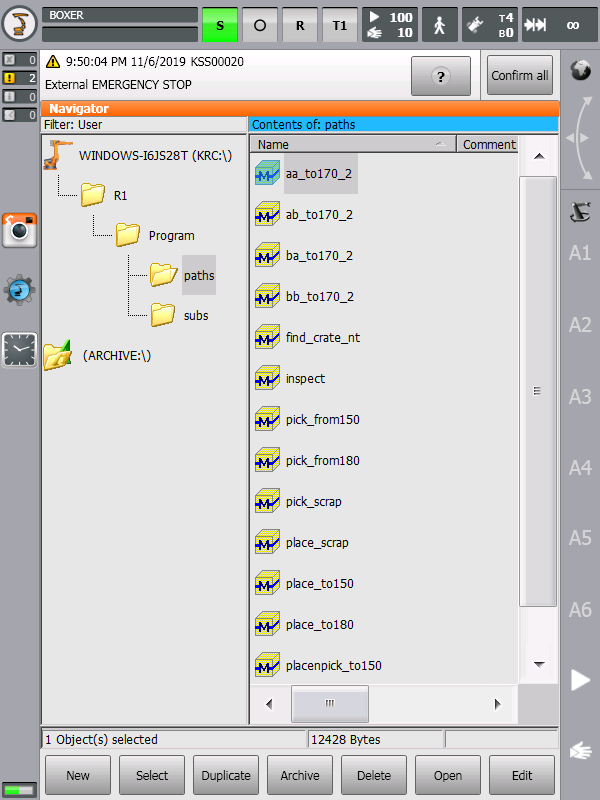 BOXER
S
O
R
T1
100
10
T4
B0
∞
0
2
0
0
9:50:04 PM 11/6/2019 KSS00020
External EMERGENCY STOP
?
Confirm all
Navigator
Filter: User
Contents of: paths
WINDOWS-I6JS28T (KRC:\)
R1
Program
paths
subs
(ARCHIVE:\)
Name
Comment
aa_to170_2
ab_to170_2
ba_to170_2
bb_to170_2
find_crate_nt
inspect
pick_from150
pick_from180
pick_scrap
place_scrap
place_to150
place_to180
placenpick_to150
A1
A2
A3
A4
A5
A6
1 Object(s) selected
12428 Bytes
New
Select
Duplicate
Archive
Delete
Open
Edit